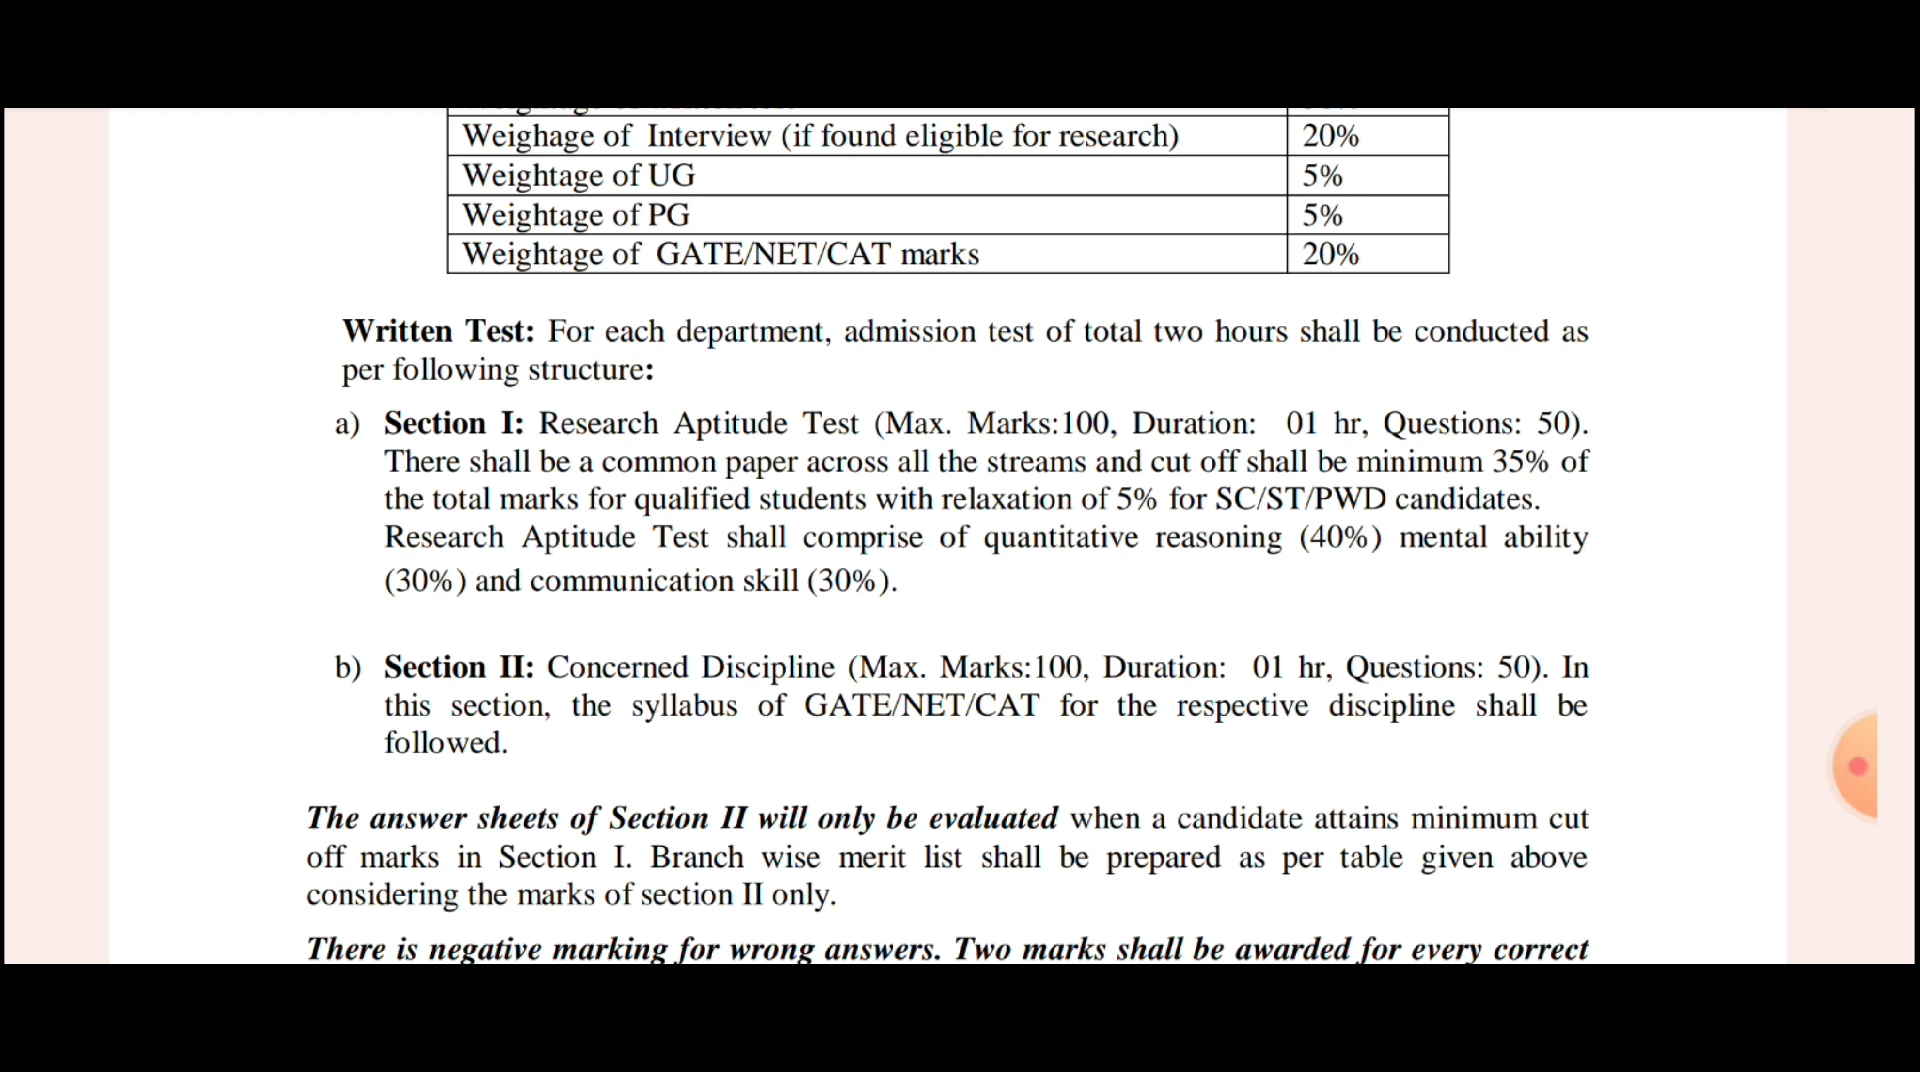 Weighage of Interview (if found eligible for research) 20%
Weightage of UG 5%
Weightage of PG 5%
Weightage of GATE/NET/CAT marks 20%
Written Test: For each department, admission test of total two hours shall be conducted as
per following structure:
a) Section I: Research Aptitude Test (Max. Marks:100, Duration: 01 hr, Questions: 50).
There shall be a common paper across all the streams and cut off shall be minimum 35% of
the total marks for qualified students with relaxation of 5% for SC/ST/PWD candidates.
Research Aptitude Test shall comprise of quantitative reasoning (40%) mental ability
(30%) and communication skill (30%).
b) Section II: Concerned Discipline (Max. Marks:100, Duration: 01 hr, Questions: 50). In
this section, the syllabus of GATE/NET/CAT for the respective discipline shall be
followed.
The answer sheets of Section II will only be evaluated when a candidate attains minimum cut
off marks in Section I. Branch wise merit list shall be prepared as per table given above
considering the marks of section II only.
There is negative marking for wrong answers. Two marks shall be awarded for every correct